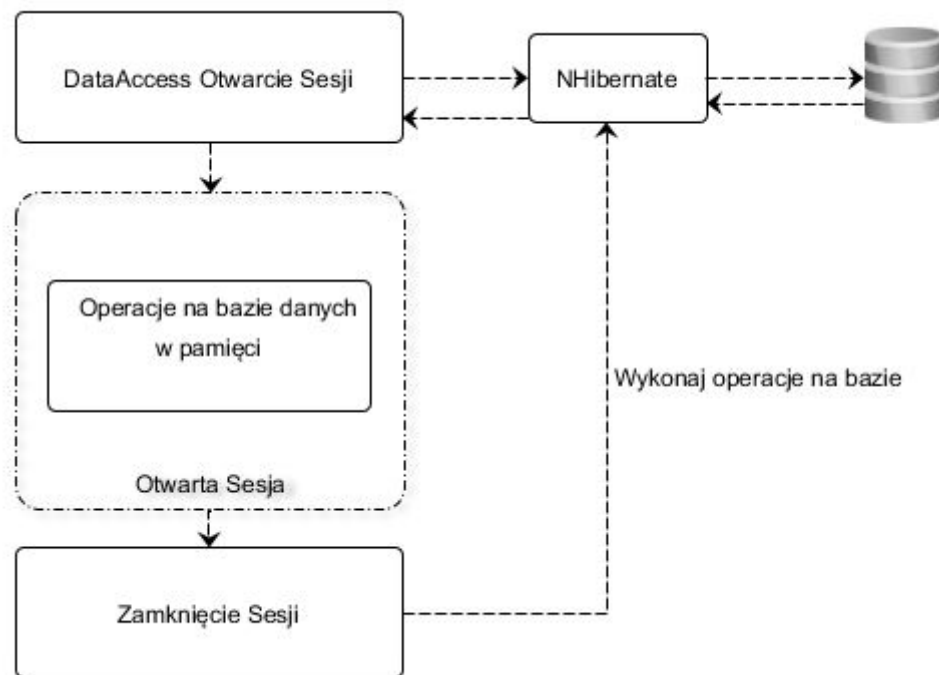 DataAccess Otwarcie Sesji
NHibernate
Operacje na bazie danych
w pamięci
Wykonaj operacje na bazie
Otwarta Sesja
Zamknięcie Sesji